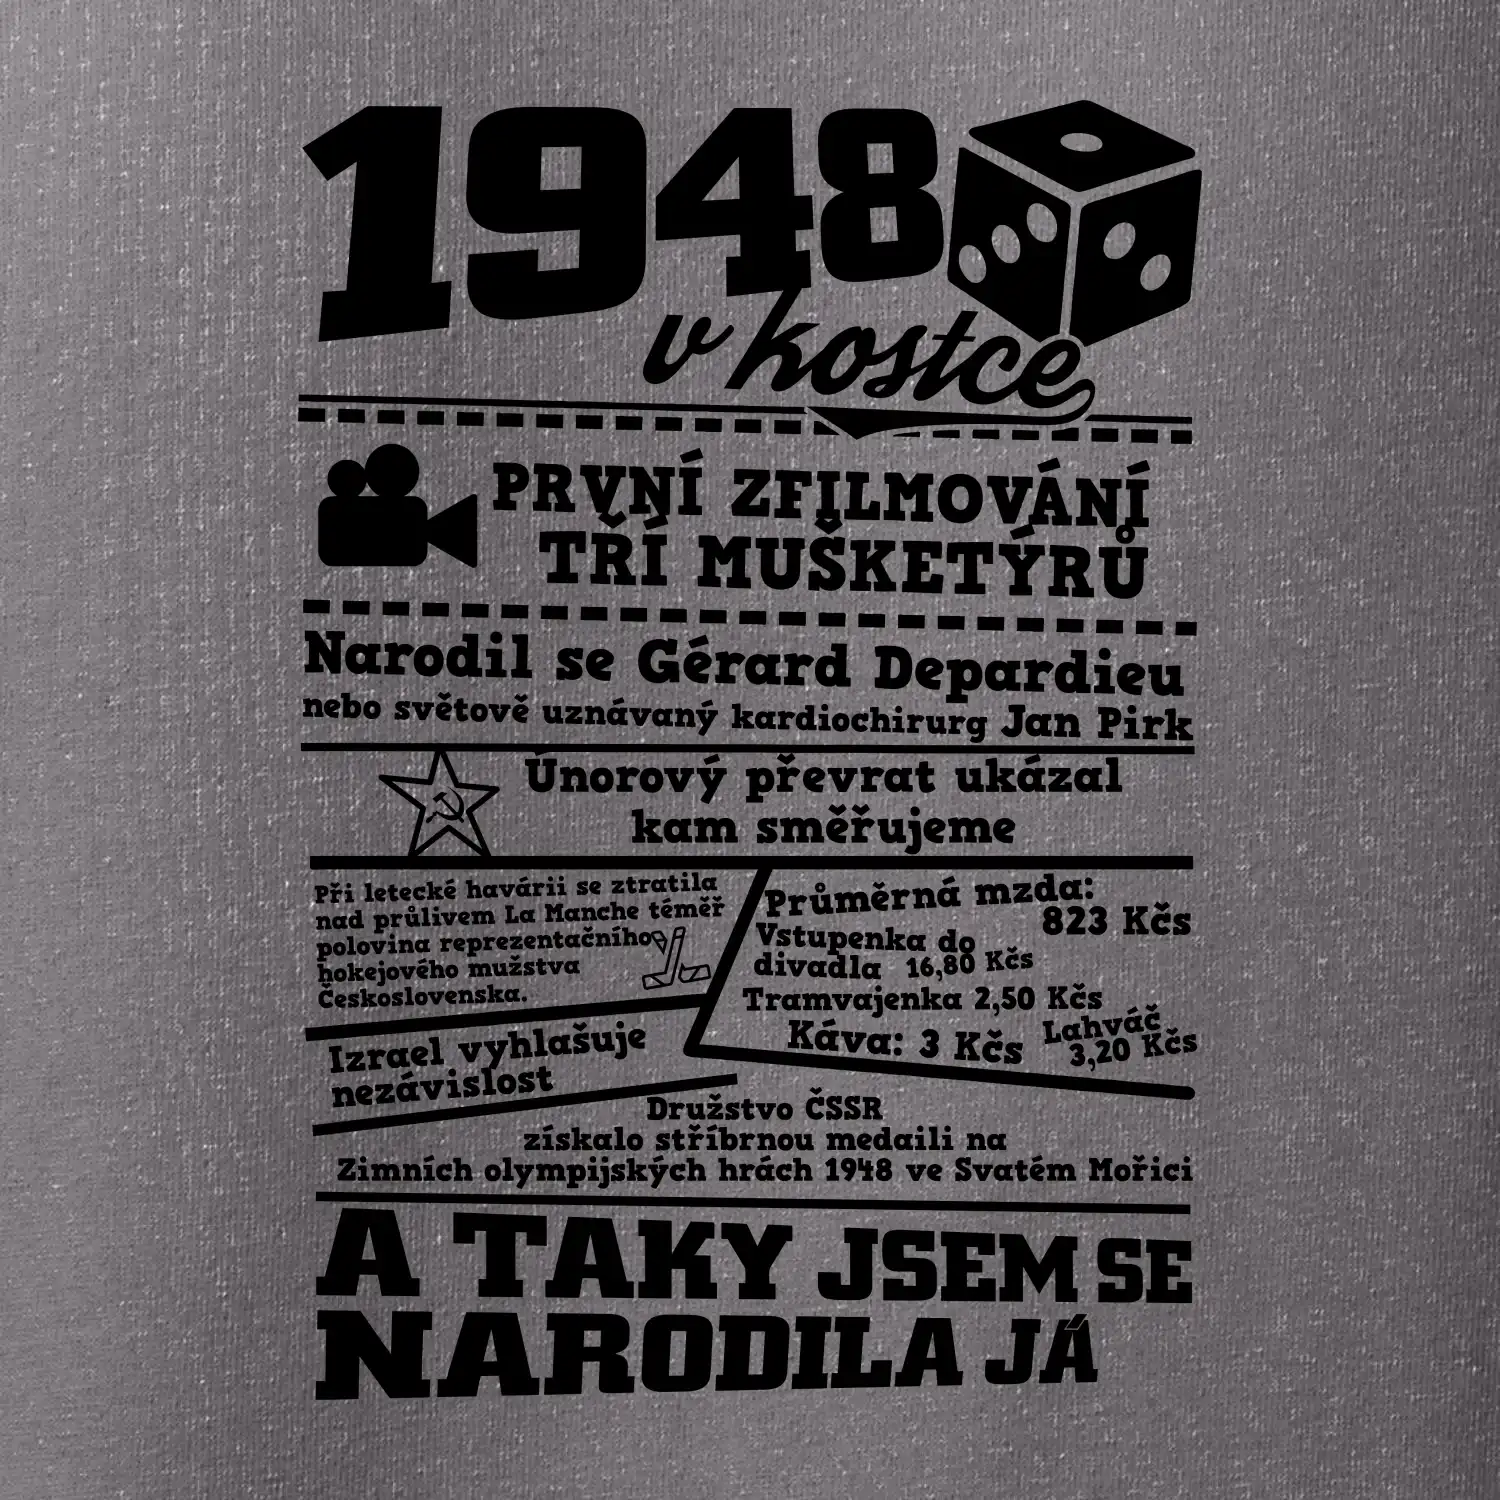 1948
v kostce
PRVNÍ ZFILMOVÁNÍ
TŘÍ MUŠKETÝRŮ
Narodil se Gérard Depardieu
nebo světově uznávaný kardiochirurg Jan Pirk
Únorový převrat ukázal
kam směřujeme
Při letecké havárii se ztratila
nad průlivem La Manche téměř
polovina reprezentačního
hokejového mužstva
Československa.
Průměrná mzda:
823 Kčs
Vstupenka do
divadla 16,80 Kčs
Tramvajenka 2,50 Kčs
Káva: 3 Kčs
Lahváč
3,20 Kčs
Izrael vyhlašuje
nezávislost
Družstvo ČSSR
získalo stříbrnou medaili na
Zimních olympijských hrách 1948 ve Svatém Mořici
A TAKY JSEM SE
NARODILA JÁ